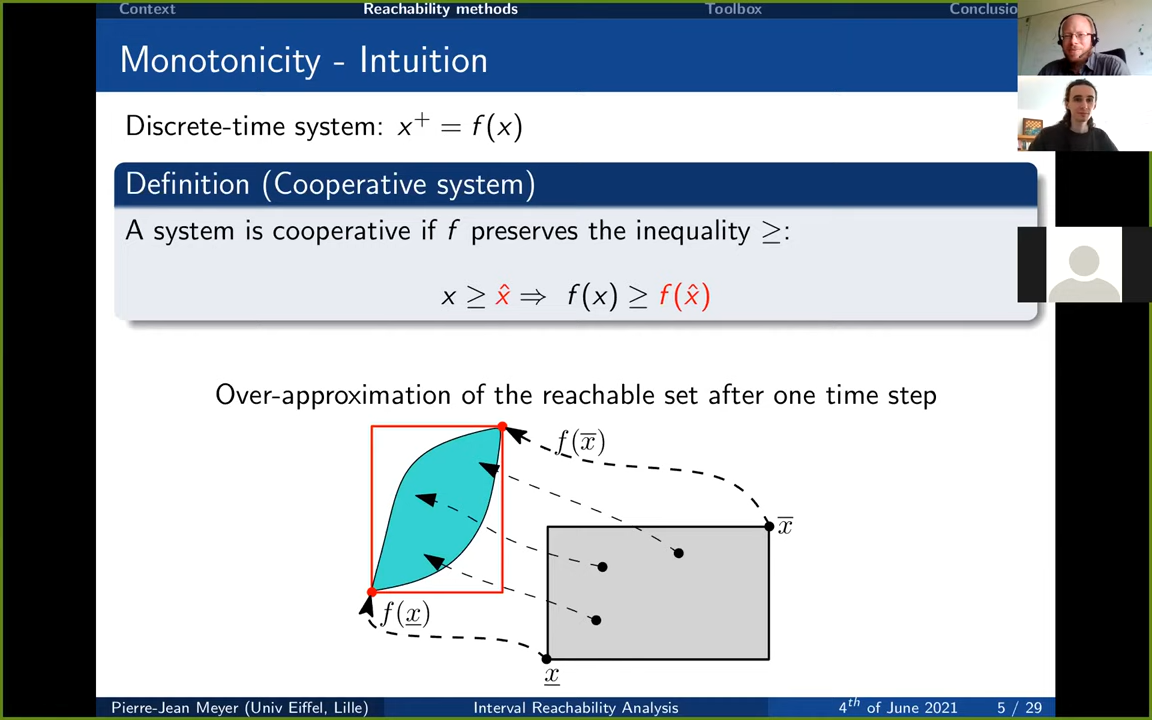 Context Reachability methods Toolbox Conclusio
Monotonicity - Intuition
Discrete-time system: x⁺ = f(x)
Definition (Cooperative system)
A system is cooperative if f preserves the inequality ≥:
x ≥ x̂ ⇒ f(x) ≥ f(x̂)
Over-approximation of the reachable set after one time step
f(x̅)
x̅
f(x̲)
x̲
Pierre-Jean Meyer (Univ Eiffel, Lille) Interval Reachability Analysis 4ᵗʰ of June 2021 5 / 29